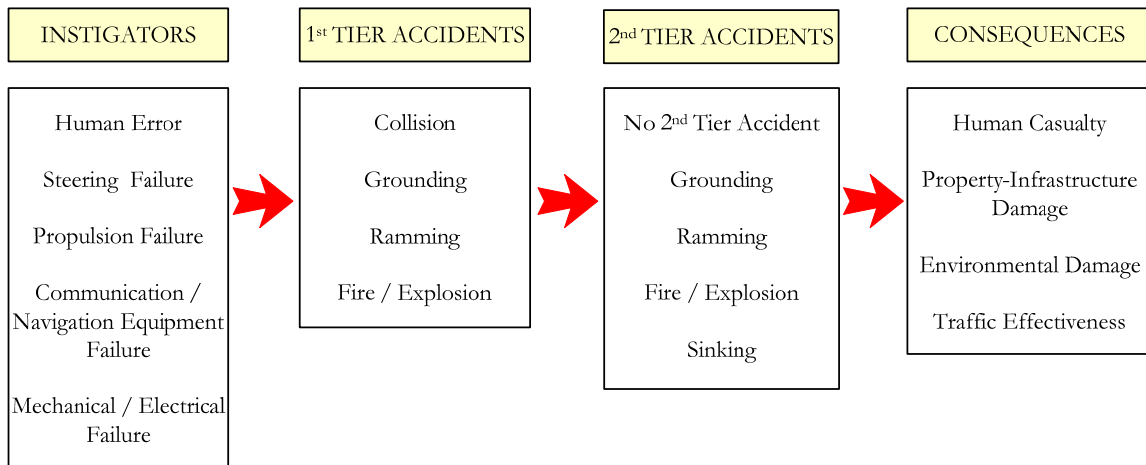 INSTIGATORS
Human Error
Steering Failure
Propulsion Failure
Communication /
Navigation Equipment
Failure
Mechanical / Electrical
Failure
1st TIER ACCIDENTS
Collision
Grounding
Ramming
Fire / Explosion
2nd TIER ACCIDENTS
No 2nd Tier Accident
Grounding
Ramming
Fire / Explosion
Sinking
CONSEQUENCES
Human Casualty
Property-Infrastructure
Damage
Environmental Damage
Traffic Effectiveness